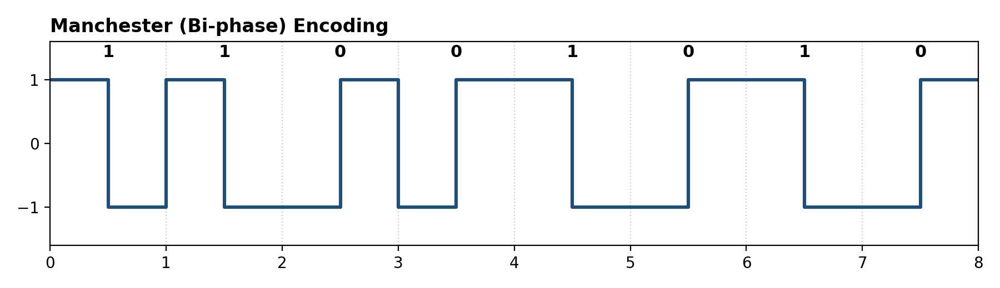 Manchester (Bi-phase) Encoding
1 1 0 0 1 0 1 0
1
0
−1
0 1 2 3 4 5 6 7 8